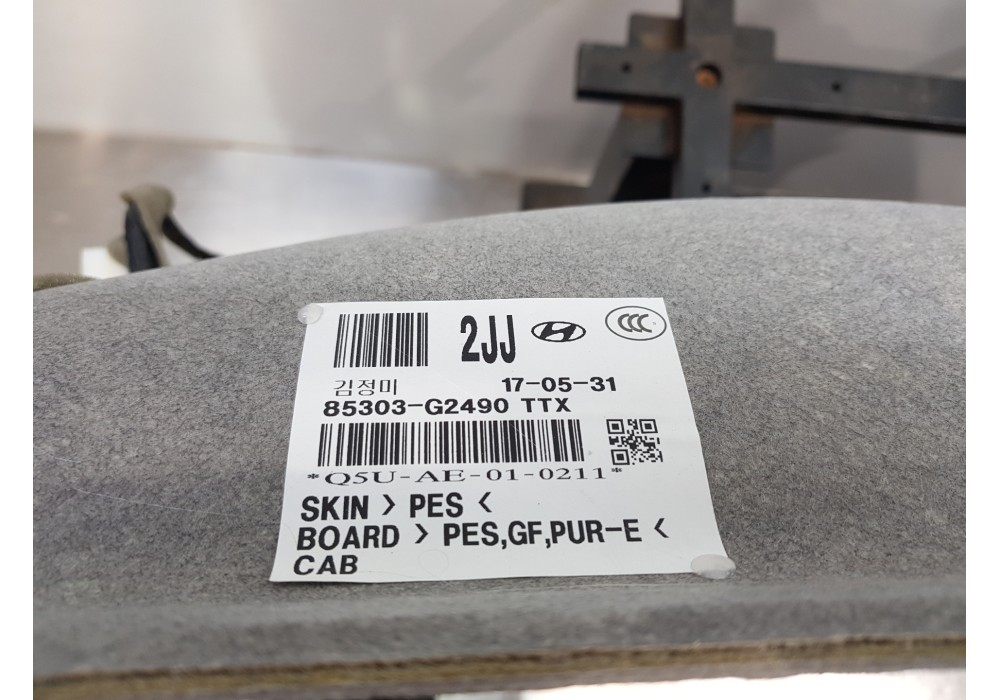 2JJ
CCC
김정미 17-05-31
85303-G2490 TTX
*Q5U-AE-01-0211*
SKIN > PES <
BOARD > PES,GF,PUR-E <
CAB